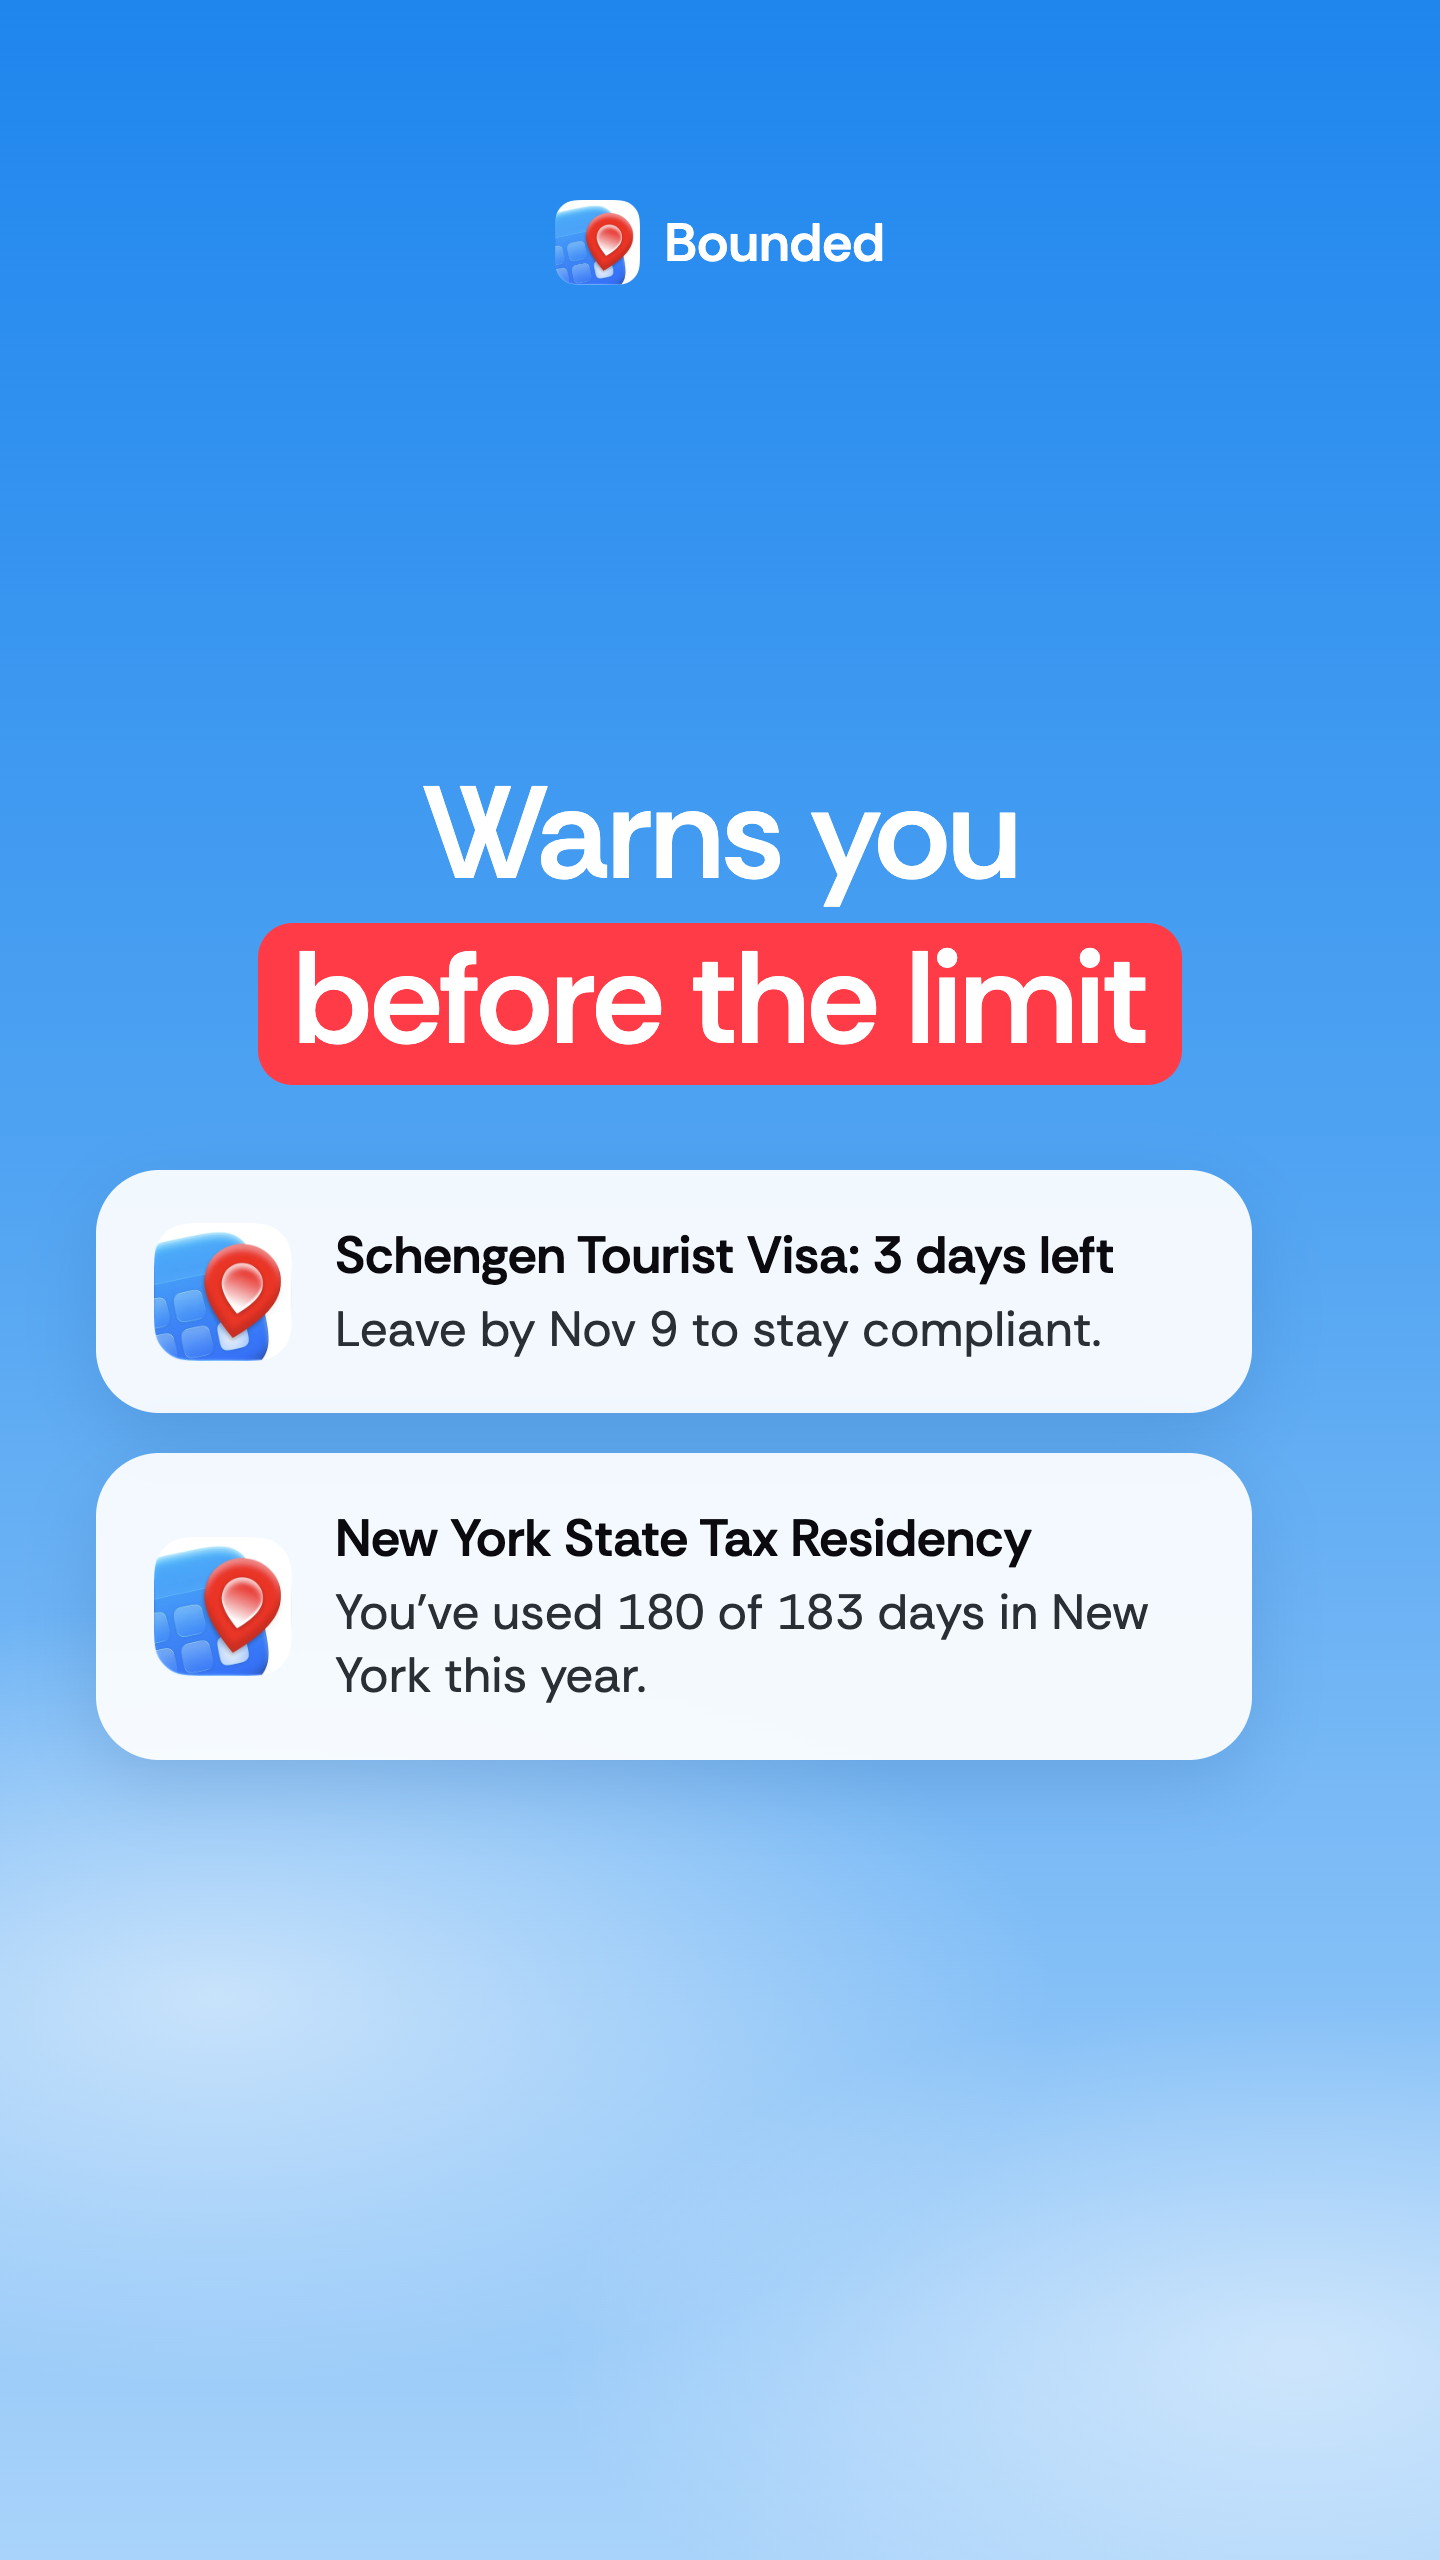 Bounded
Warns you
before the limit
Schengen Tourist Visa: 3 days left
Leave by Nov 9 to stay compliant.
New York State Tax Residency
You’ve used 180 of 183 days in New
York this year.